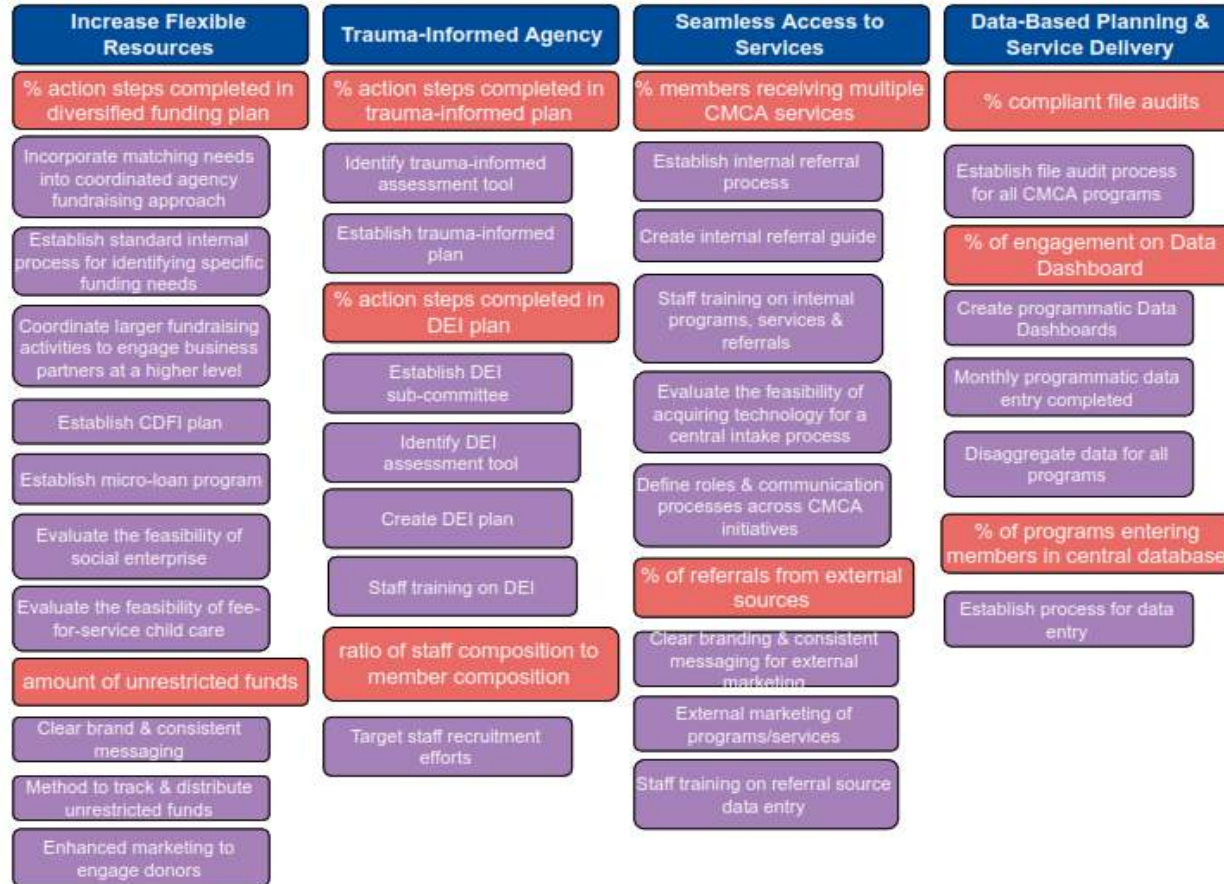 Increase Flexible
Resources
% action steps completed in
diversified funding plan
Incorporate matching needs
into coordinated agency
fundraising approach
Establish standard internal
process for identifying specific
funding needs
Coordinate larger fundraising
activities to engage business
partners at a higher level
Establish CDFI plan
Establish micro-loan program
Evaluate the feasibility of
social enterprise
Evaluate the feasibility of fee-
for-service child care
amount of unrestricted funds
Clear brand & consistent
messaging
Method to track & distribute
unrestricted funds
Enhanced marketing to
engage donors
Trauma-Informed Agency
% action steps completed in
trauma-informed plan
Identify trauma-informed
assessment tool
Establish trauma-informed
plan
% action steps completed in
DEI plan
Establish DEI
sub-committee
Identify DEI
assessment tool
Create DEI plan
Staff training on DEI
ratio of staff composition to
member composition
Target staff recruitment
efforts
Seamless Access to
Services
% members receiving multiple
CMCA services
Establish internal referral
process
Create internal referral guide
Staff training on internal
programs, services &
referrals
Evaluate the feasibility of
acquiring technology for a
central intake process
Define roles & communication
processes across CMCA
initiatives
% of referrals from external
sources
Clear branding & consistent
messaging for external
marketing
External marketing of
programs/services
Staff training on referral source
data entry
Data-Based Planning &
Service Delivery
% compliant file audits
Establish file audit process
for all CMCA programs
% of engagement on Data
Dashboard
Create programmatic Data
Dashboards
Monthly programmatic data
entry completed
Disaggregate data for all
programs
% of programs entering
members in central database
Establish process for data
entry